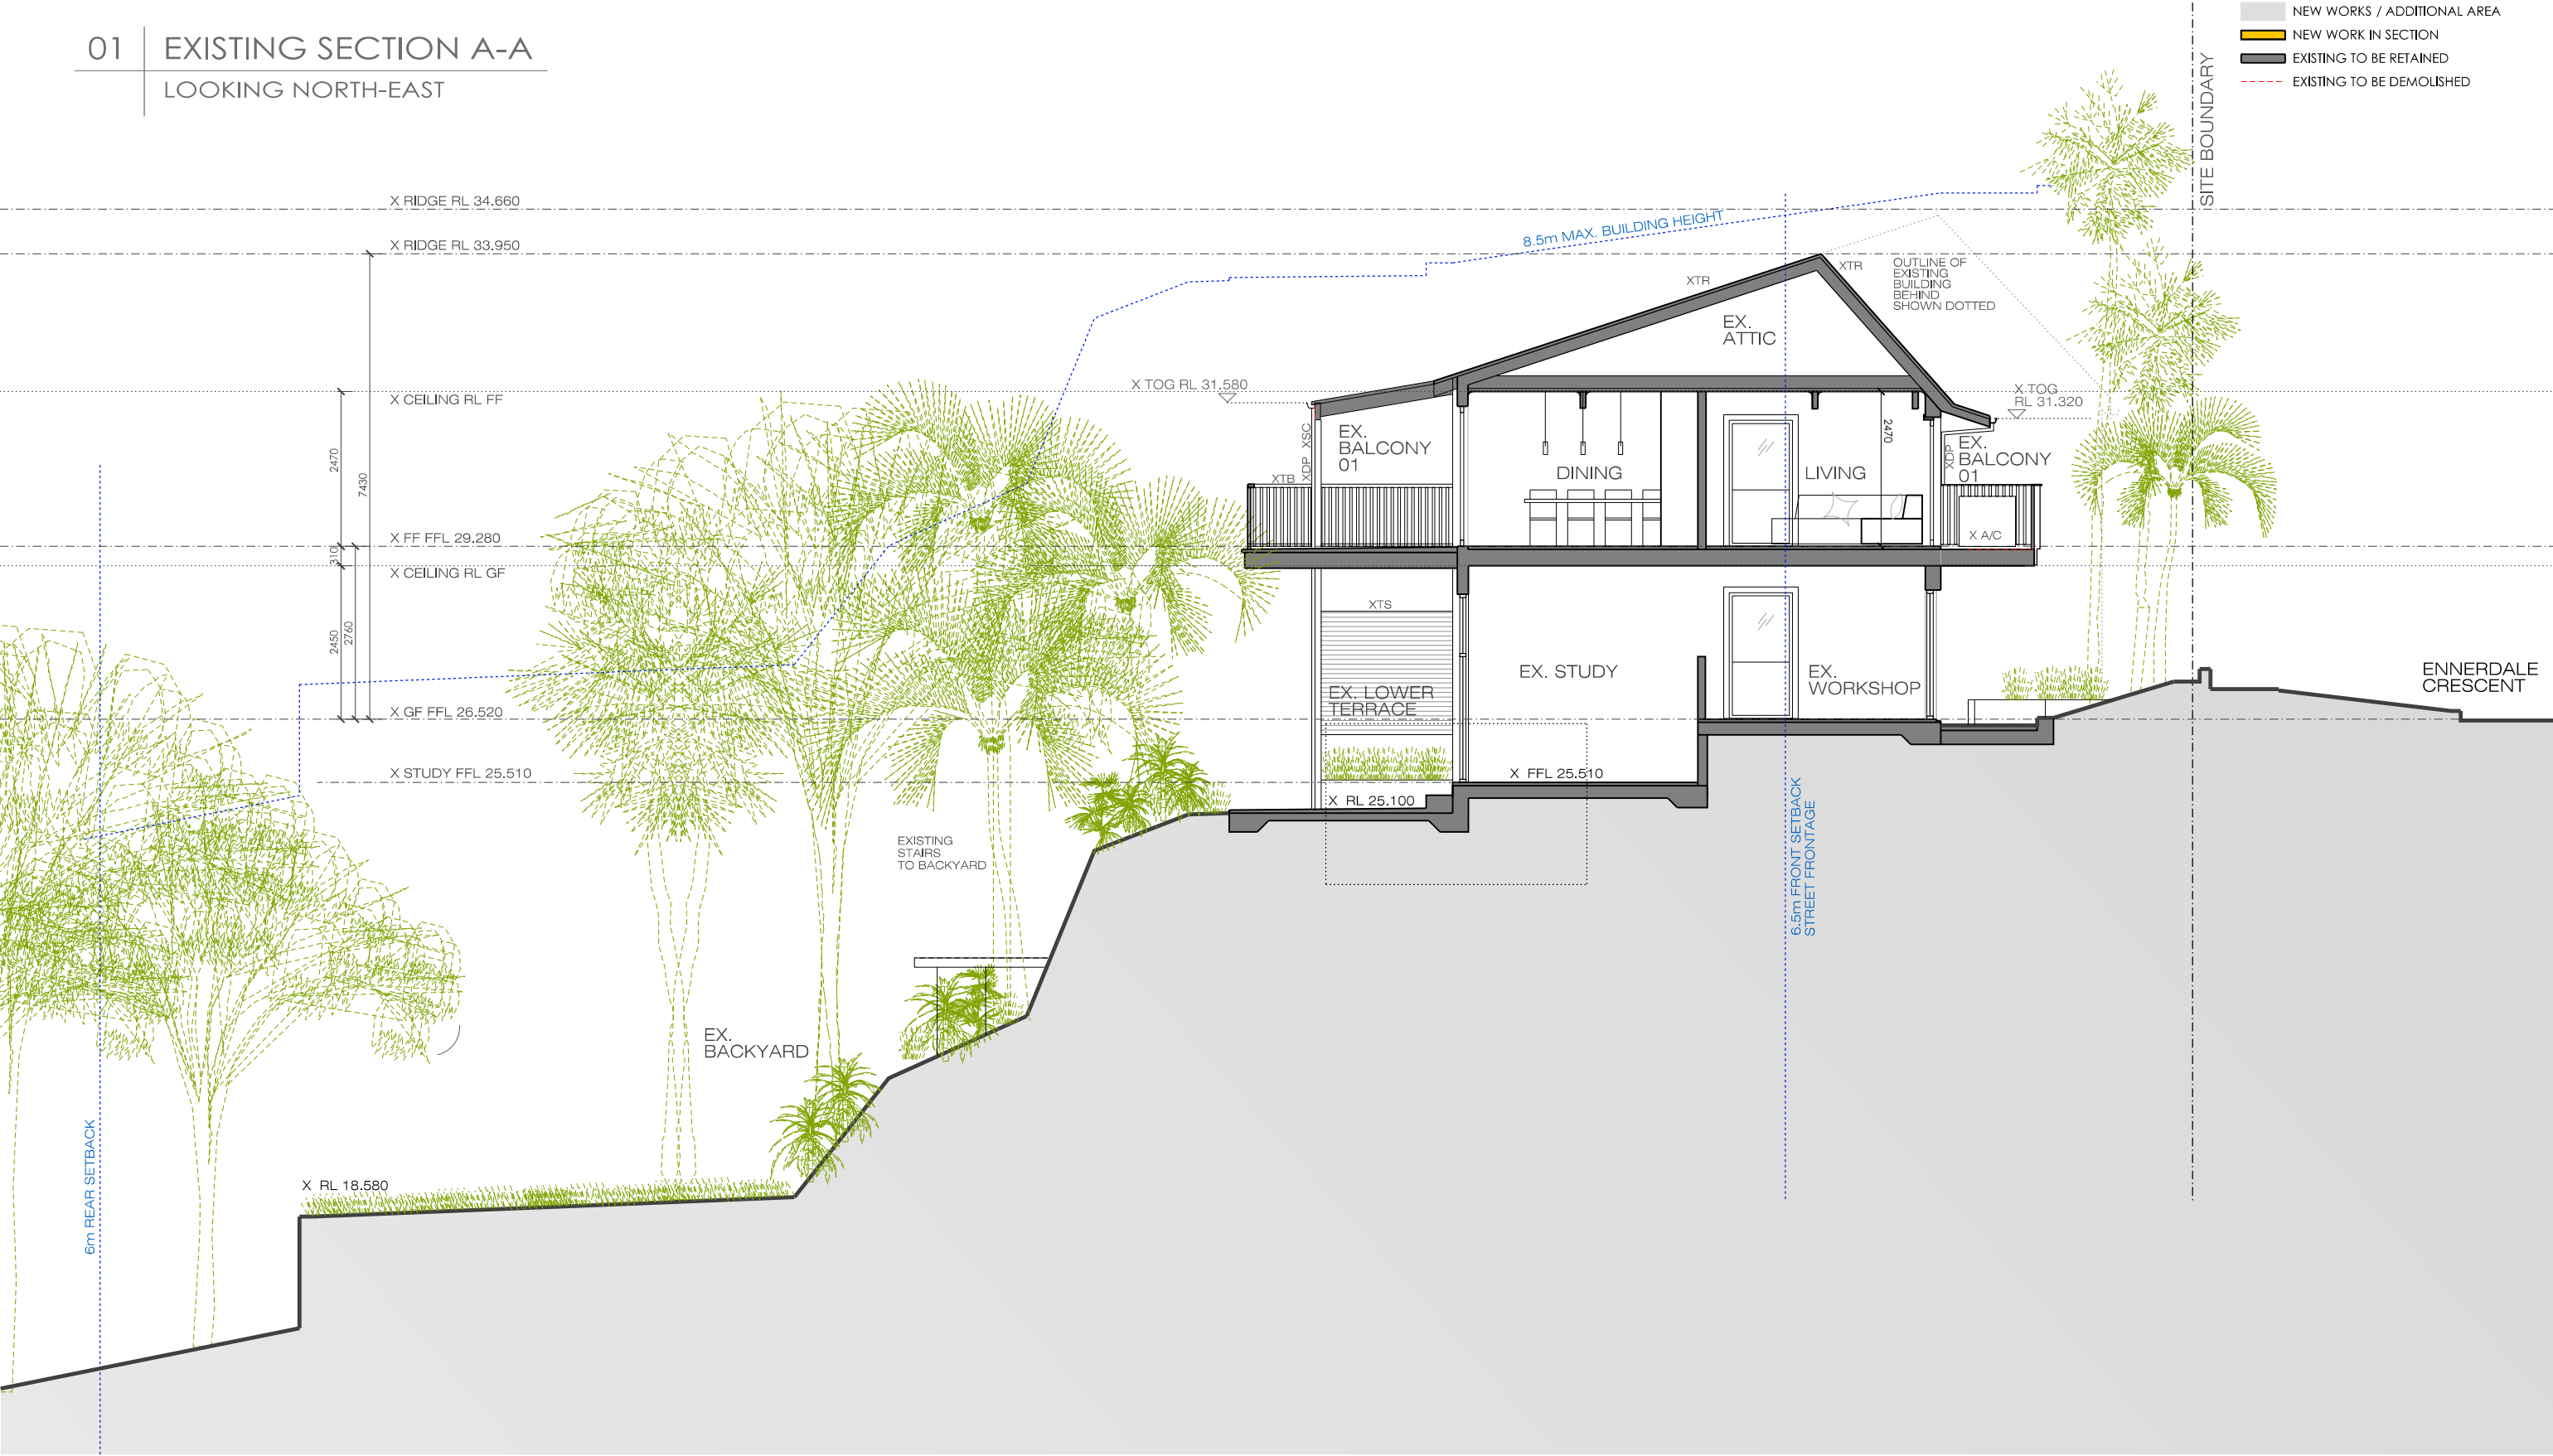 01
EXISTING SECTION A-A
LOOKING NORTH-EAST
NEW WORKS / ADDITIONAL AREA
NEW WORK IN SECTION
EXISTING TO BE RETAINED
EXISTING TO BE DEMOLISHED
SITE BOUNDARY
X RIDGE RL 34.660
X RIDGE RL 33.950
8.5m MAX. BUILDING HEIGHT
XTR
XTR
OUTLINE OF
EXISTING
BUILDING
BEHIND
SHOWN DOTTED
EX.
ATTIC
X TOG RL 31.580
X TOG
RL 31.320
X CEILING RL FF
2470
7430
EX.
BALCONY
01
XDP XSC
XTB
DINING
LIVING
2470
XDP
EX.
BALCONY
01
X A/C
X FF FFL 29.280
310
X CEILING RL GF
2450
2760
XTS
EX. LOWER
TERRACE
EX. STUDY
EX.
WORKSHOP
ENNERDALE
CRESCENT
X GF FFL 26.520
X STUDY FFL 25.510
X FFL 25.510
X RL 25.100
EXISTING
STAIRS
TO BACKYARD
6.5m FRONT SETBACK
STREET FRONTAGE
EX.
BACKYARD
6m REAR SETBACK
X RL 18.580